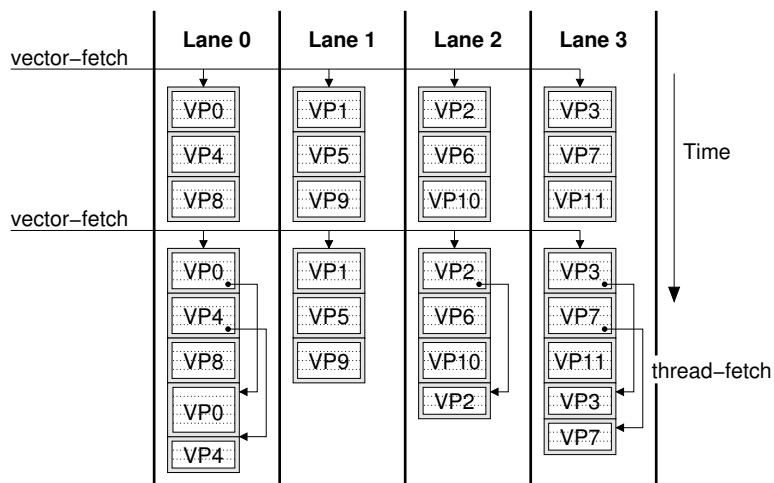 Lane 0 Lane 1 Lane 2 Lane 3
vector-fetch
VP0 VP1 VP2 VP3
VP4 VP5 VP6 VP7
Time
VP8 VP9 VP10 VP11
vector-fetch
VP0 VP1 VP2 VP3
VP4 VP5 VP6 VP7
VP8 VP9 VP10 VP11
thread-fetch
VP0 VP2 VP3
VP4 VP7